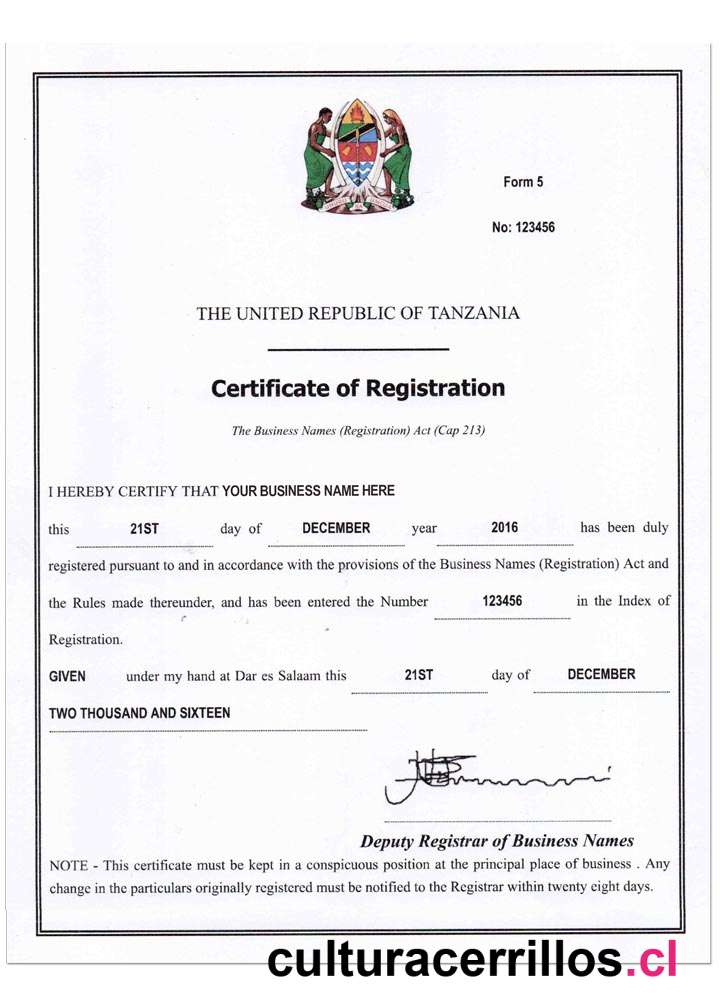 Form 5
No: 123456
THE UNITED REPUBLIC OF TANZANIA
Certificate of Registration
The Business Names (Registration) Act (Cap 213)
I HEREBY CERTIFY THAT YOUR BUSINESS NAME HERE
this 21ST day of DECEMBER year 2016 has been duly
registered pursuant to and in accordance with the provisions of the Business Names (Registration) Act and
the Rules made thereunder, and has been entered the Number 123456 in the Index of
Registration.
GIVEN under my hand at Dar es Salaam this 21ST day of DECEMBER
TWO THOUSAND AND SIXTEEN
Deputy Registrar of Business Names
NOTE - This certificate must be kept in a conspicuous position at the principal place of business . Any
change in the particulars originally registered must be notified to the Registrar within twenty eight days.
culturacerrillos.cl